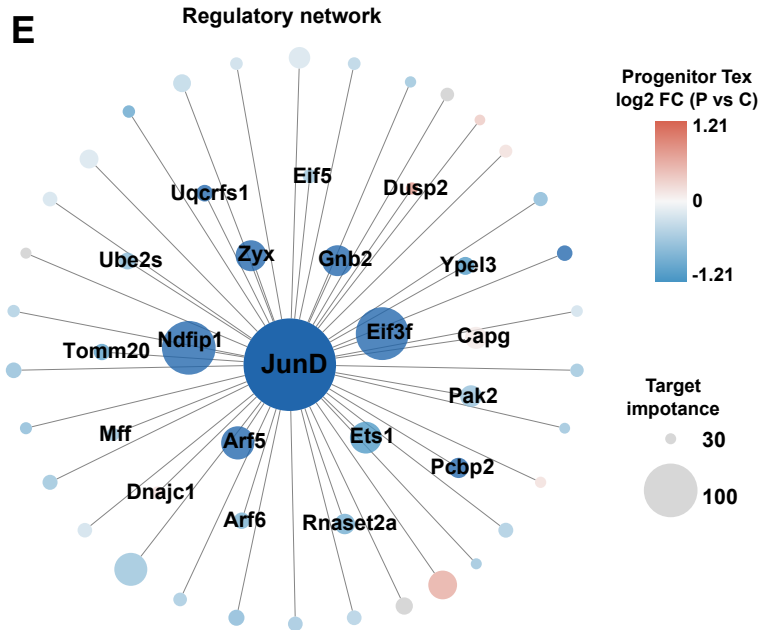 E
Regulatory network
Progenitor Tex
log2 FC (P vs C)
1.21
0
-1.21
Eif5
Uqcrfs1
Dusp2
Ube2s
Zyx
Gnb2
Ypel3
Ndfip1
Eif3f
Capg
Tomm20
JunD
Pak2
Mff
Arf5
Ets1
Pcbp2
Dnajc1
Arf6
Rnaset2a
Target
impotance
30
100